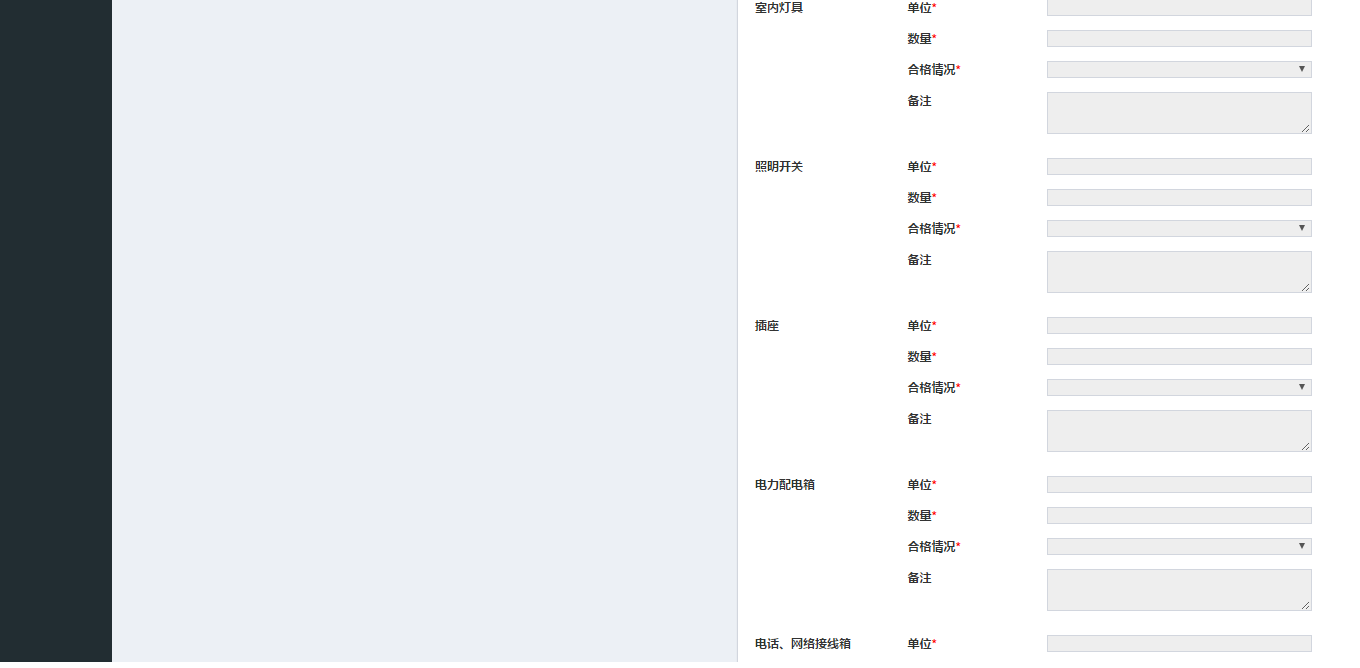 室内灯具 单位*
数量*
合格情况*
备注
照明开关 单位*
数量*
合格情况*
备注
插座 单位*
数量*
合格情况*
备注
电力配电箱 单位*
数量*
合格情况*
备注
电话、网络接线箱 单位*